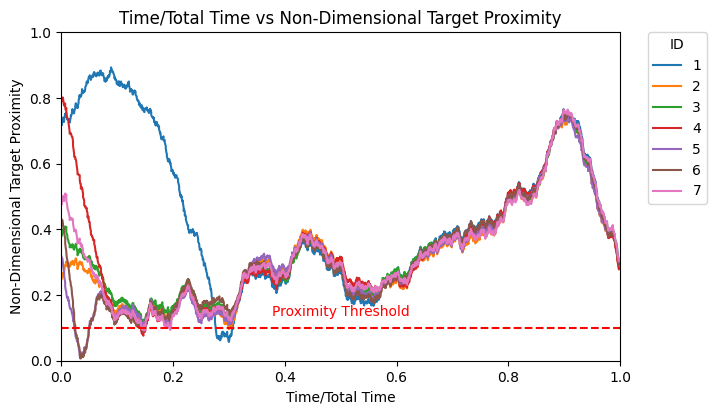 Time/Total Time vs Non-Dimensional Target Proximity
ID
1
2
3
4
5
6
7
Non-Dimensional Target Proximity
1.0
0.8
0.6
0.4
0.2
0.0
Proximity Threshold
0.0 0.2 0.4 0.6 0.8 1.0
Time/Total Time